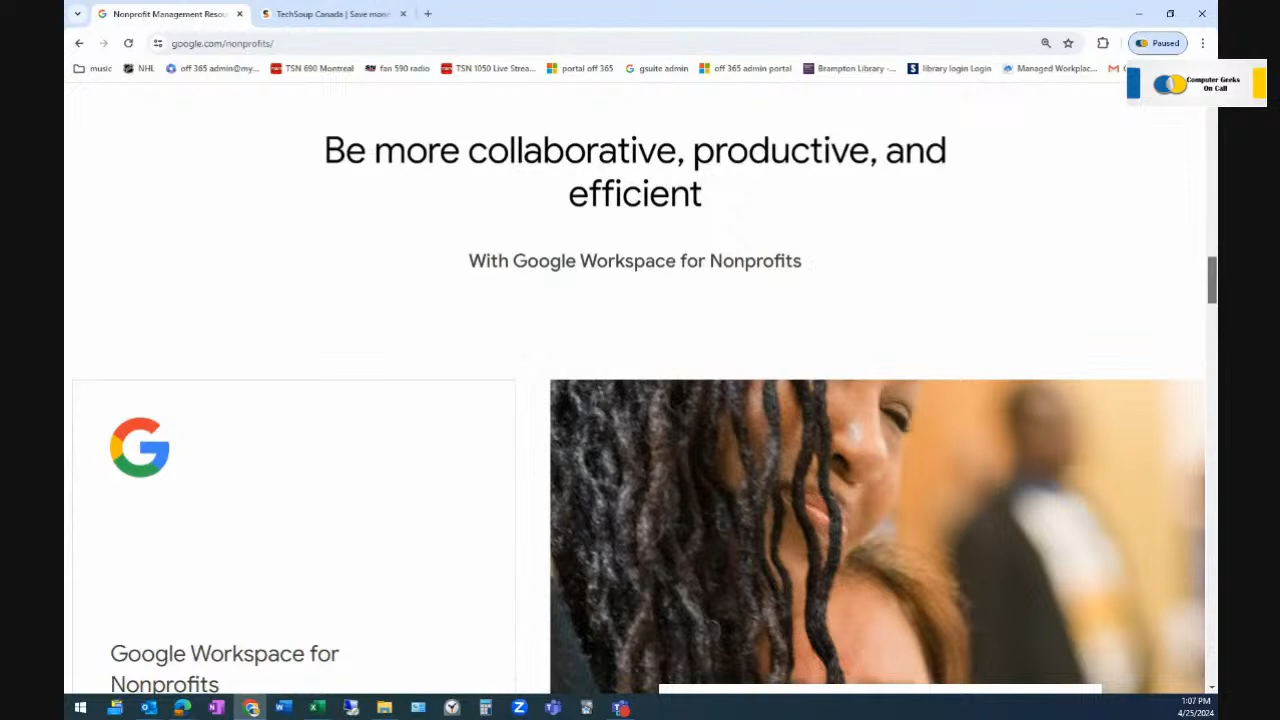 Nonprofit Management Resou
TechSoup Canada | Save mone
google.com/nonprofits/
Paused
music
NHL
off 365 admin@my...
TSN 690 Montreal
fan 590 radio
TSN 1050 Live Strea...
portal off 365
gsuite admin
off 365 admin portal
Brampton Library -...
library login Login
Managed Workplac...
Computer Geeks
On Call
Be more collaborative, productive, and
efficient
With Google Workspace for Nonprofits
Google Workspace for
Nonprofits
1:07 PM
4/25/2024